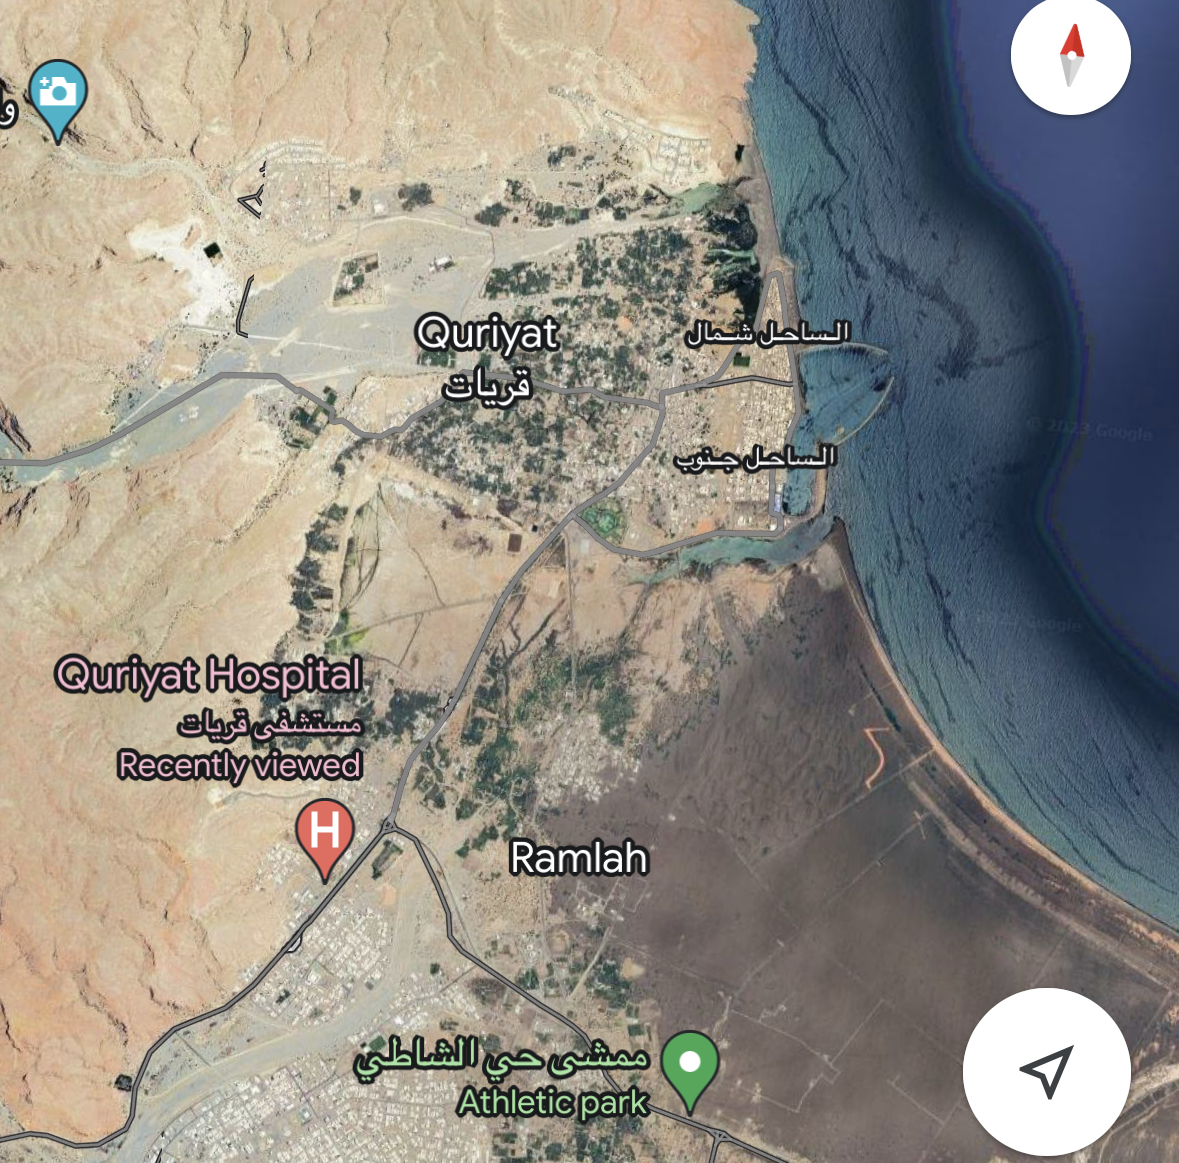 Quriyat
قريات
الساحل شمال
الساحل جنوب
© 2023 Google
Quriyat Hospital
مستشفى قريات
Recently viewed
H
Ramlah
ممشى حي الشاطي
Athletic park